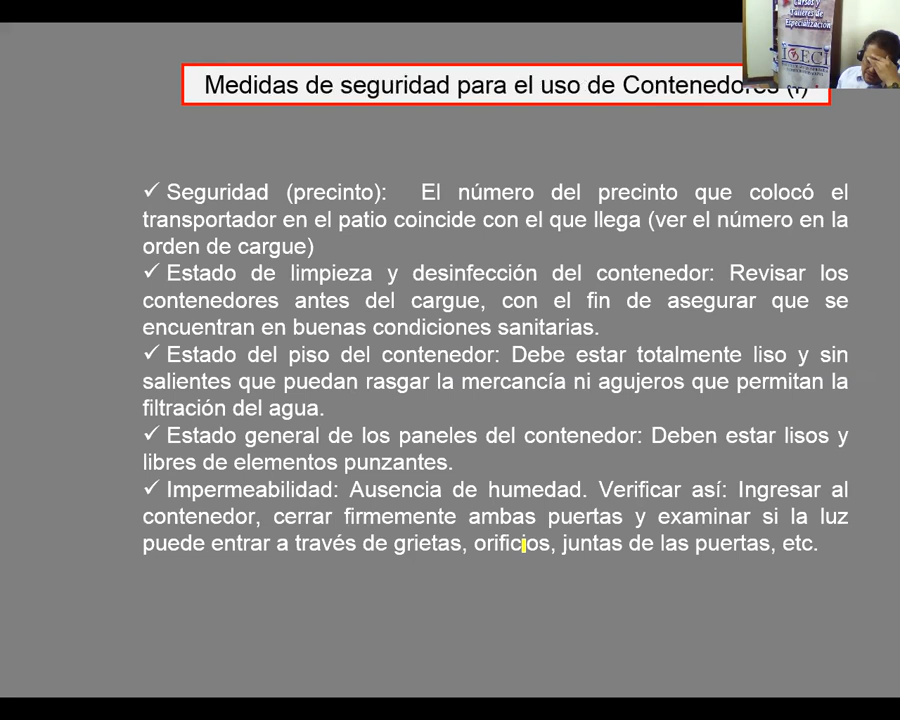 Cursos y
Talleres de
Especialización
Medidas de seguridad para el uso de Contenedores
✓ Seguridad (precinto): El número del precinto que colocó el
transportador en el patio coincide con el que llega (ver el número en la
orden de cargue)
✓ Estado de limpieza y desinfección del contenedor: Revisar los
contenedores antes del cargue, con el fin de asegurar que se
encuentran en buenas condiciones sanitarias.
✓ Estado del piso del contenedor: Debe estar totalmente liso y sin
salientes que puedan rasgar la mercancía ni agujeros que permitan la
filtración del agua.
✓ Estado general de los paneles del contenedor: Deben estar lisos y
libres de elementos punzantes.
✓ Impermeabilidad: Ausencia de humedad. Verificar así: Ingresar al
contenedor, cerrar firmemente ambas puertas y examinar si la luz
puede entrar a través de grietas, orificios, juntas de las puertas, etc.